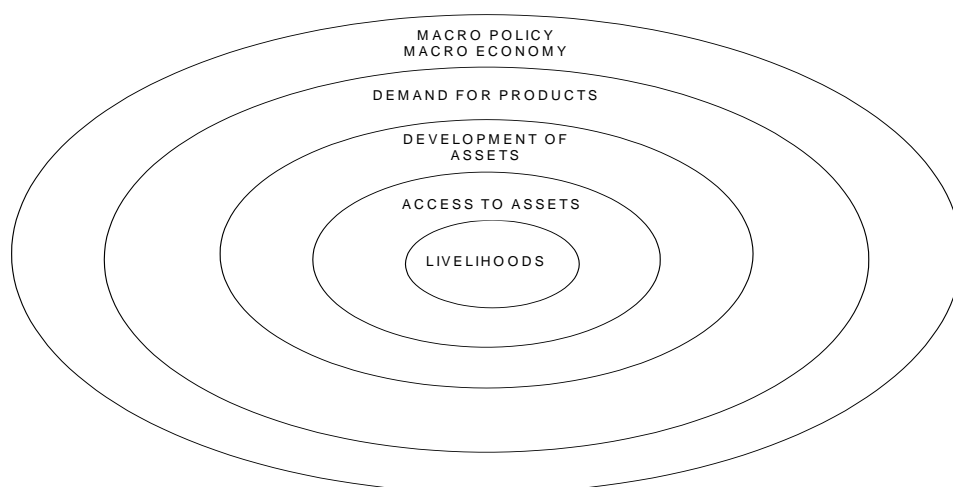 MACRO POLICY
MACRO ECONOMY
DEMAND FOR PRODUCTS
DEVELOPMENT OF
ASSETS
ACCESS TO ASSETS
LIVELIHOODS